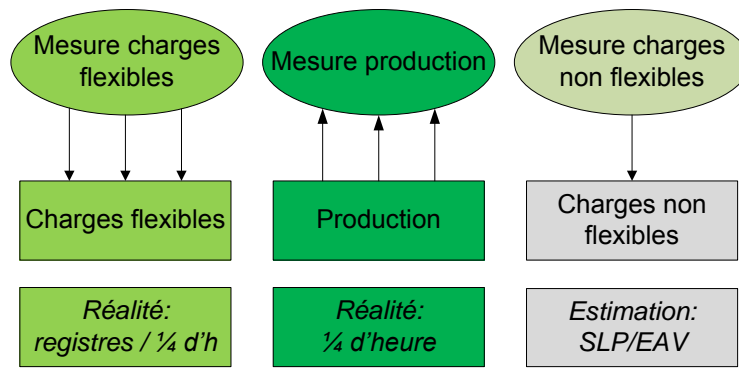 Mesure charges
flexibles
Mesure production
Mesure charges
non flexibles
Charges flexibles
Production
Charges non
flexibles
Réalité:
registres / ¼ d’h
Réalité:
¼ d’heure
Estimation:
SLP/EAV